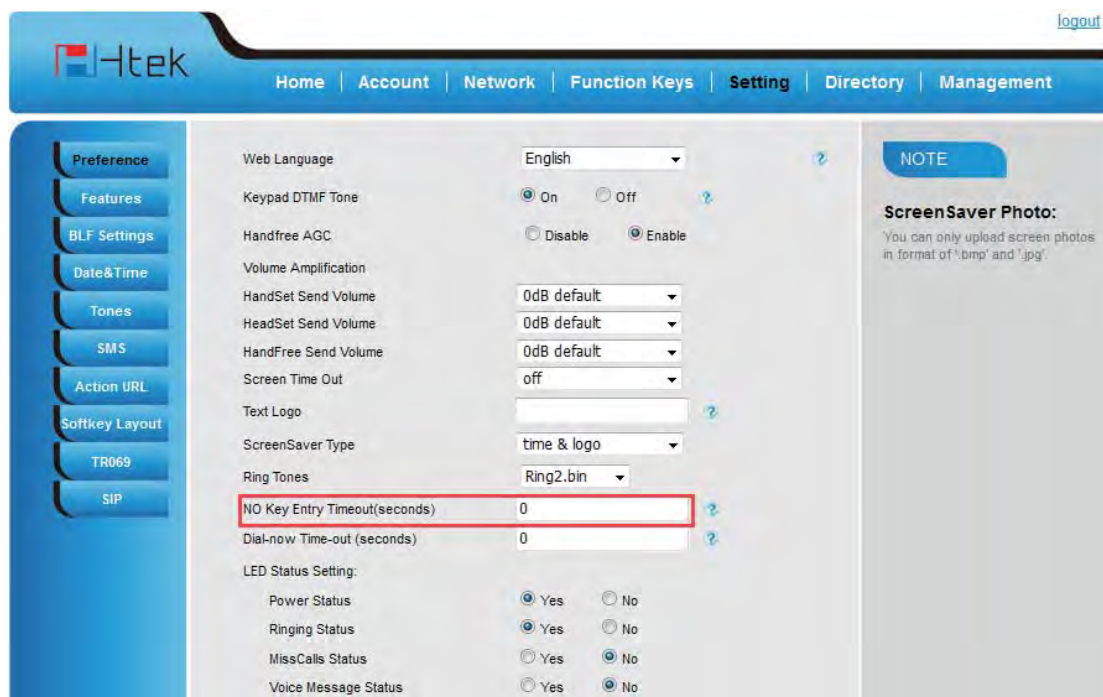 logout
Htek
Home | Account | Network | Function Keys | Setting | Directory | Management
Preference
Features
BLF Settings
Date&Time
Tones
SMS
Action URL
Softkey Layout
TR069
SIP
Web Language English ?
Keypad DTMF Tone On Off ?
Handfree AGC Disable Enable
Volume Amplification
HandSet Send Volume 0dB default
HeadSet Send Volume 0dB default
HandFree Send Volume 0dB default
Screen Time Out off
Text Logo ?
ScreenSaver Type time & logo
Ring Tones Ring2.bin
NO Key Entry Timeout(seconds) 0 ?
Dial-now Time-out (seconds) 0 ?
LED Status Setting:
Power Status Yes No
Ringing Status Yes No
MissCalls Status Yes No
Voice Message Status Yes No
NOTE
ScreenSaver Photo:
You can only upload screen photos
in format of '.bmp' and '.jpg'.